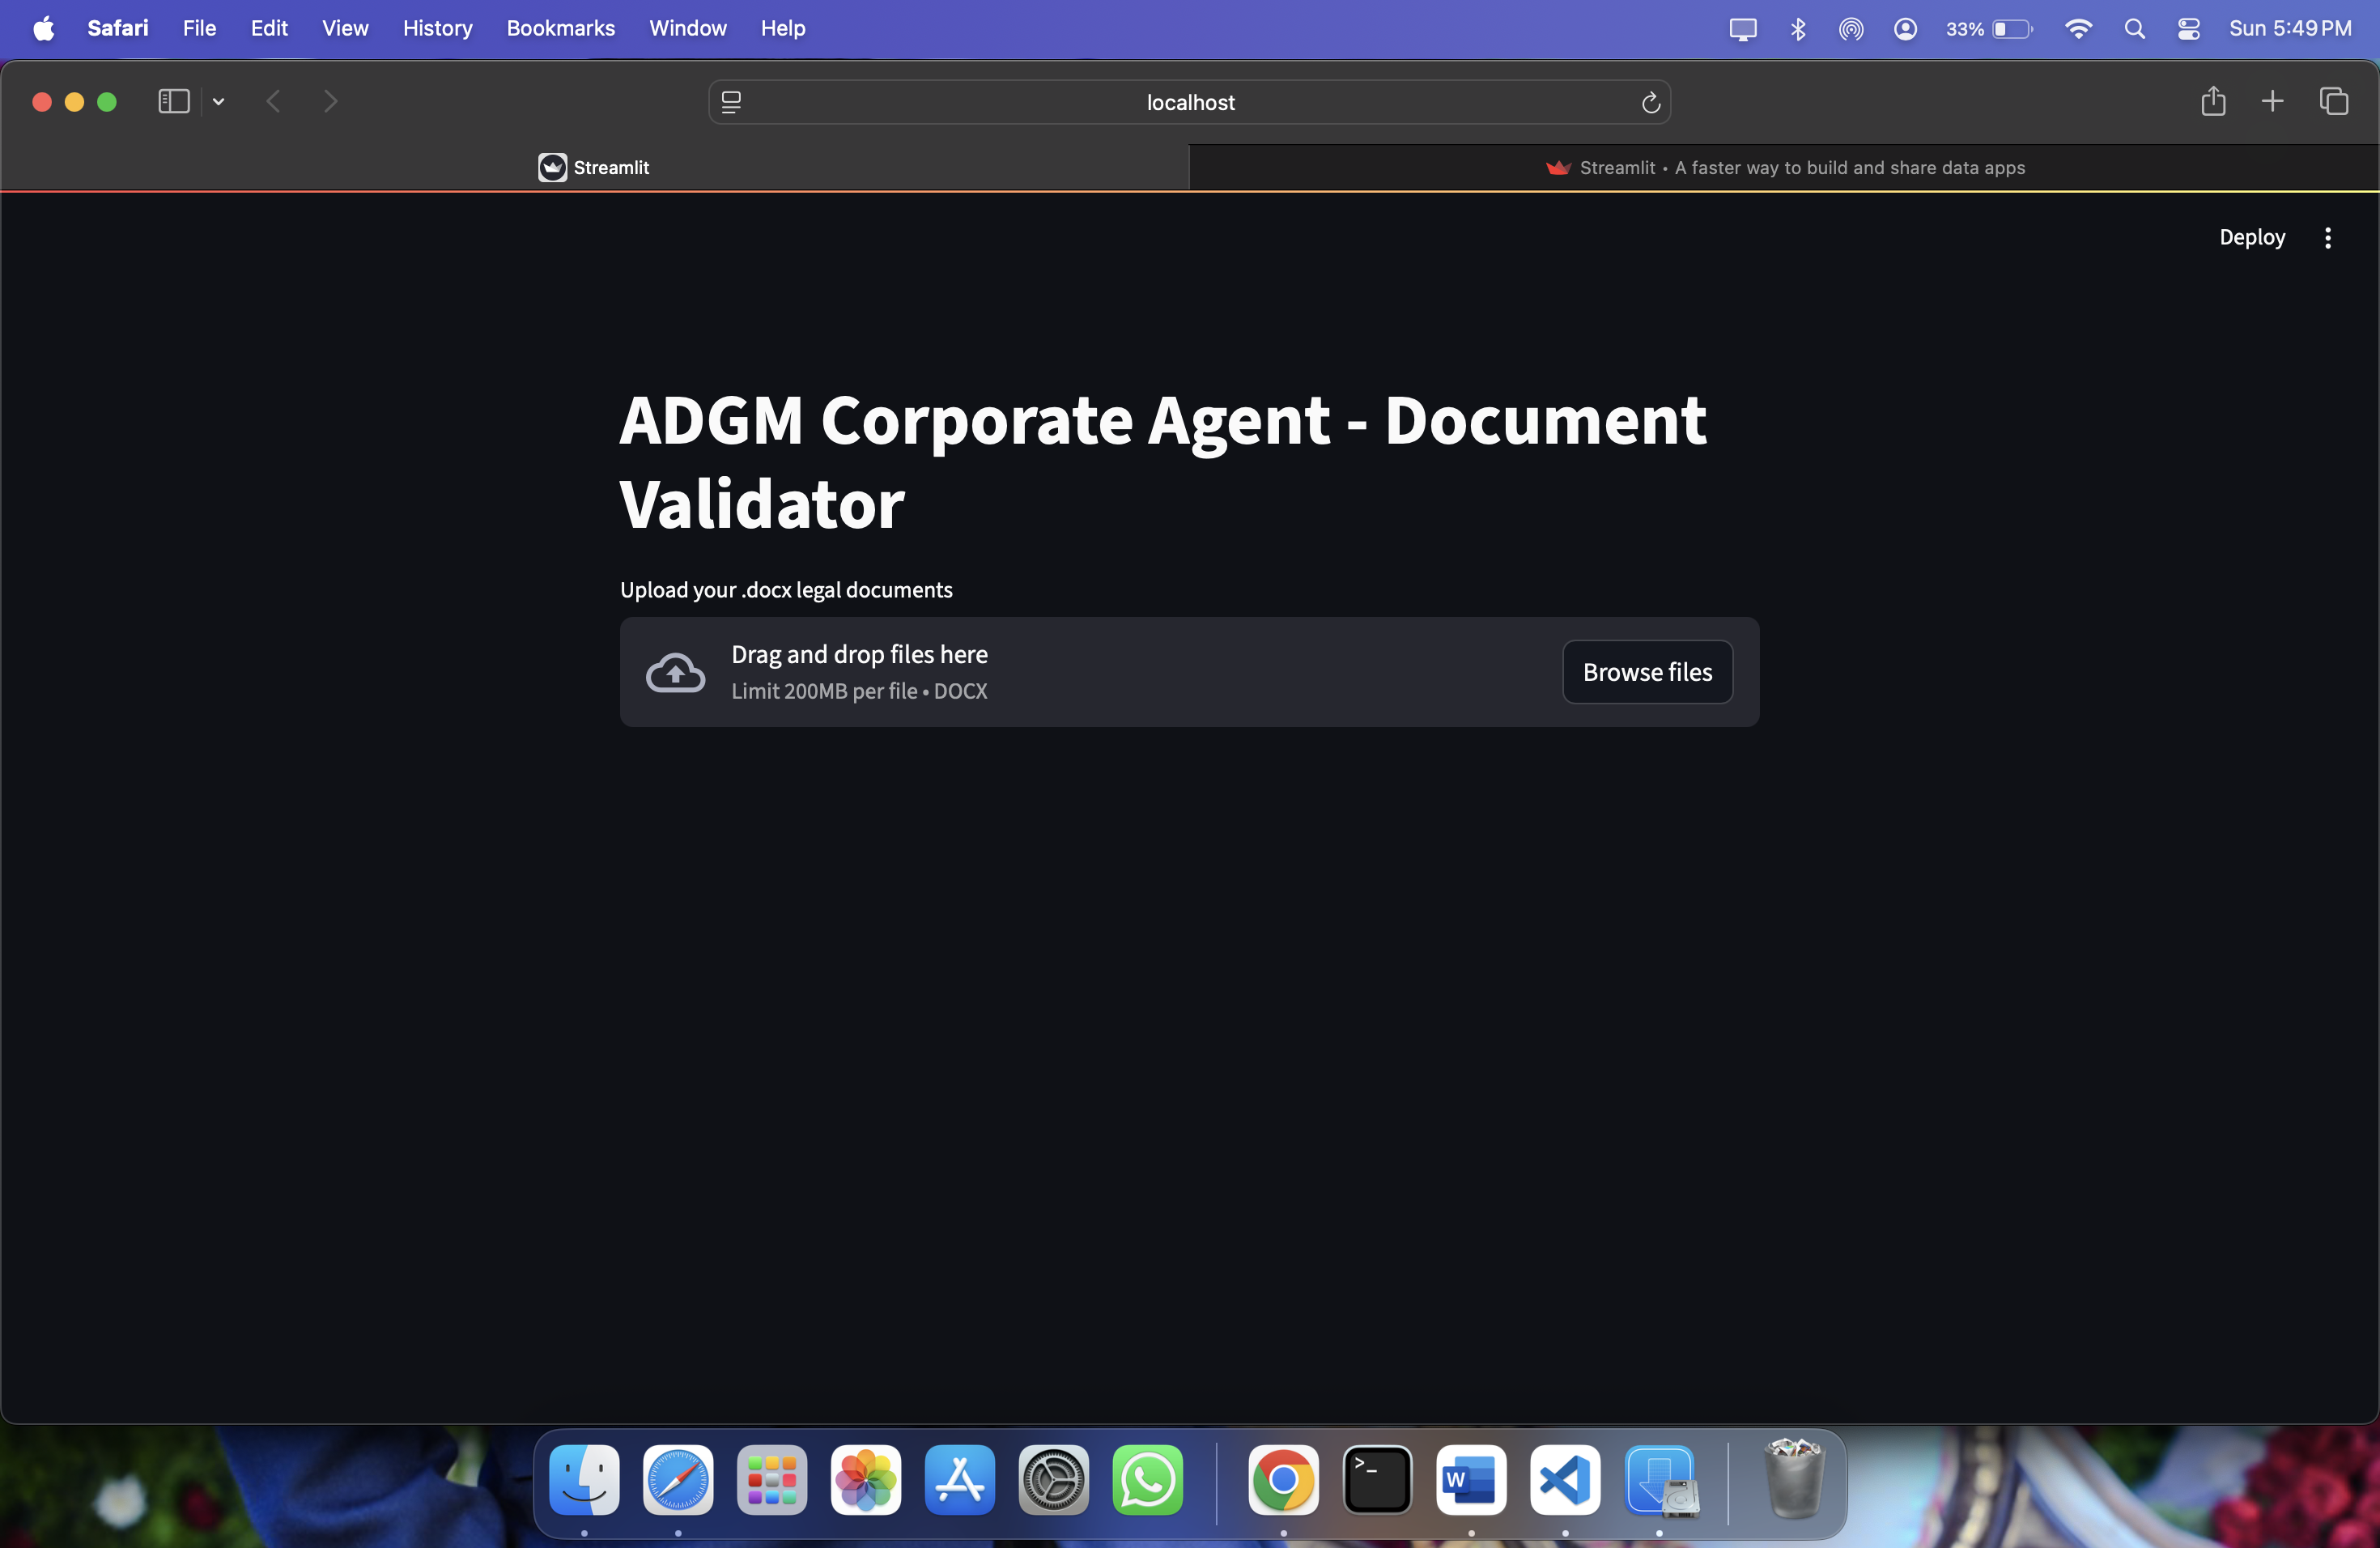 Safari File Edit View History Bookmarks Window Help 33% Sun 5:49 PM
localhost
Streamlit Streamlit • A faster way to build and share data apps
Deploy
ADGM Corporate Agent - Document
Validator
Upload your .docx legal documents
Drag and drop files here
Limit 200MB per file • DOCX
Browse files
>_
W